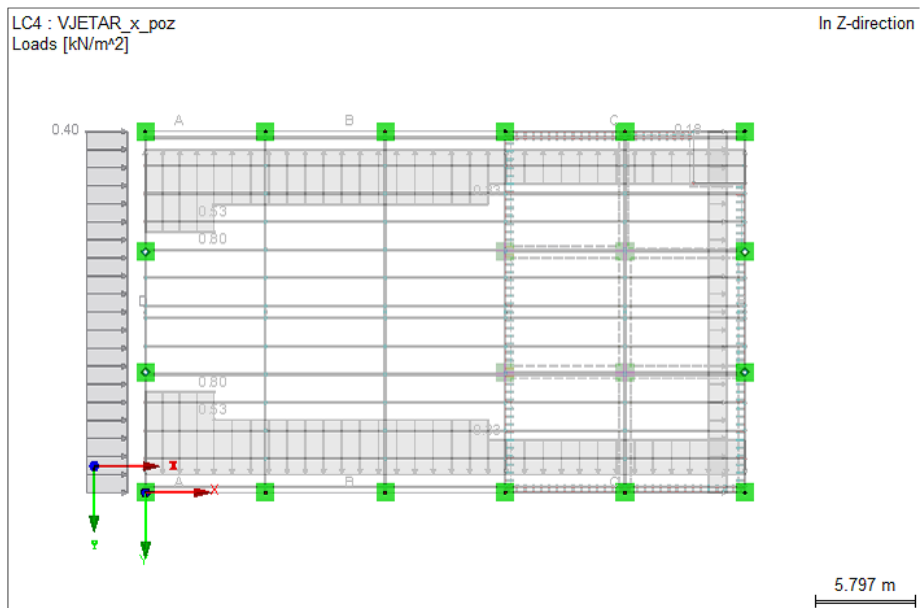 LC4 : VJETAR_x_poz
Loads [kN/m^2]
In Z-direction
A
B
C
0.40
0.18
0.53
0.80
D
0.80
0.53
A
B
X
Y
Y
5.797 m